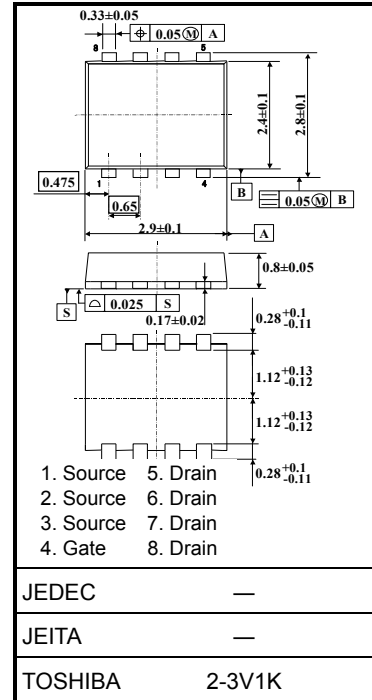 0.33±0.05
⌖ 0.05Ⓜ A
8 5
2.4±0.1
2.8±0.1
1 4
0.475
0.65
B
⌯ 0.05Ⓜ B
2.9±0.1
A
0.8±0.05
S
⌓ 0.025 S
0.17±0.02
0.28+0.1 -0.11
1.12+0.13 -0.12
1.12+0.13 -0.12
0.28+0.1 -0.11
1. Source 5. Drain
2. Source 6. Drain
3. Source 7. Drain
4. Gate 8. Drain
JEDEC —
JEITA —
TOSHIBA 2-3V1K